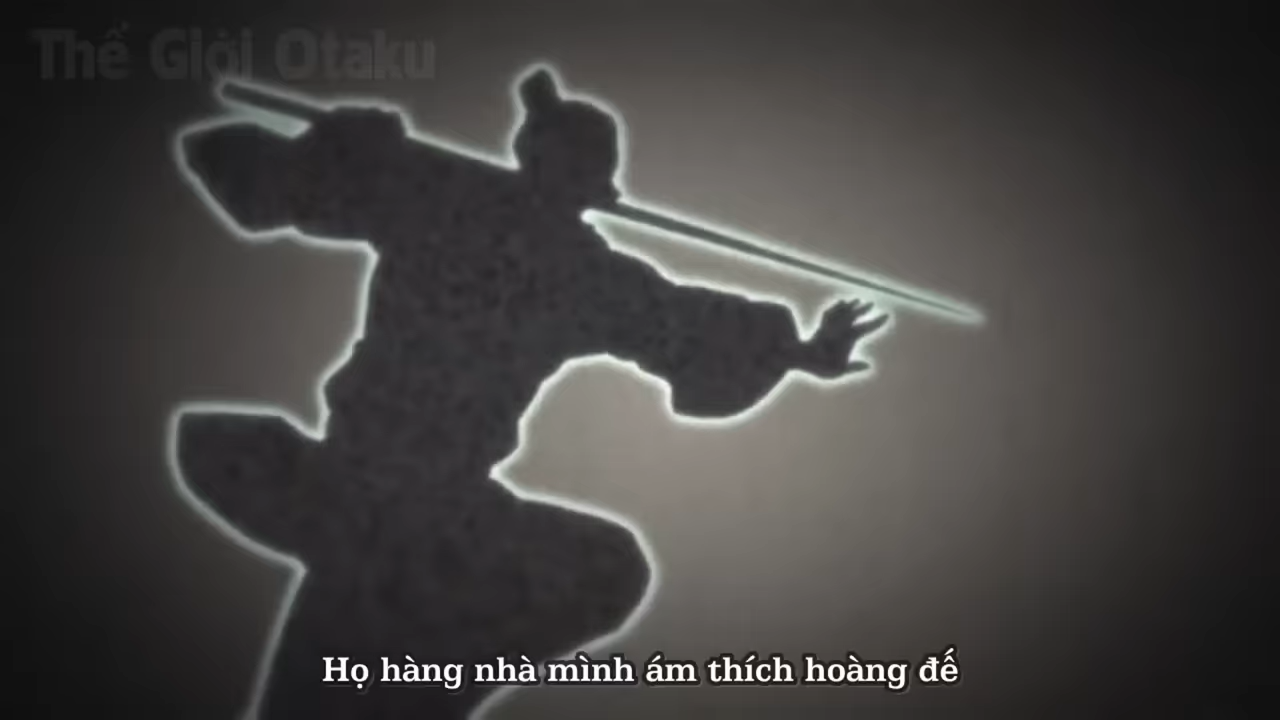 Thế Giới Otaku
Họ hàng nhà mình ám thích hoàng đế